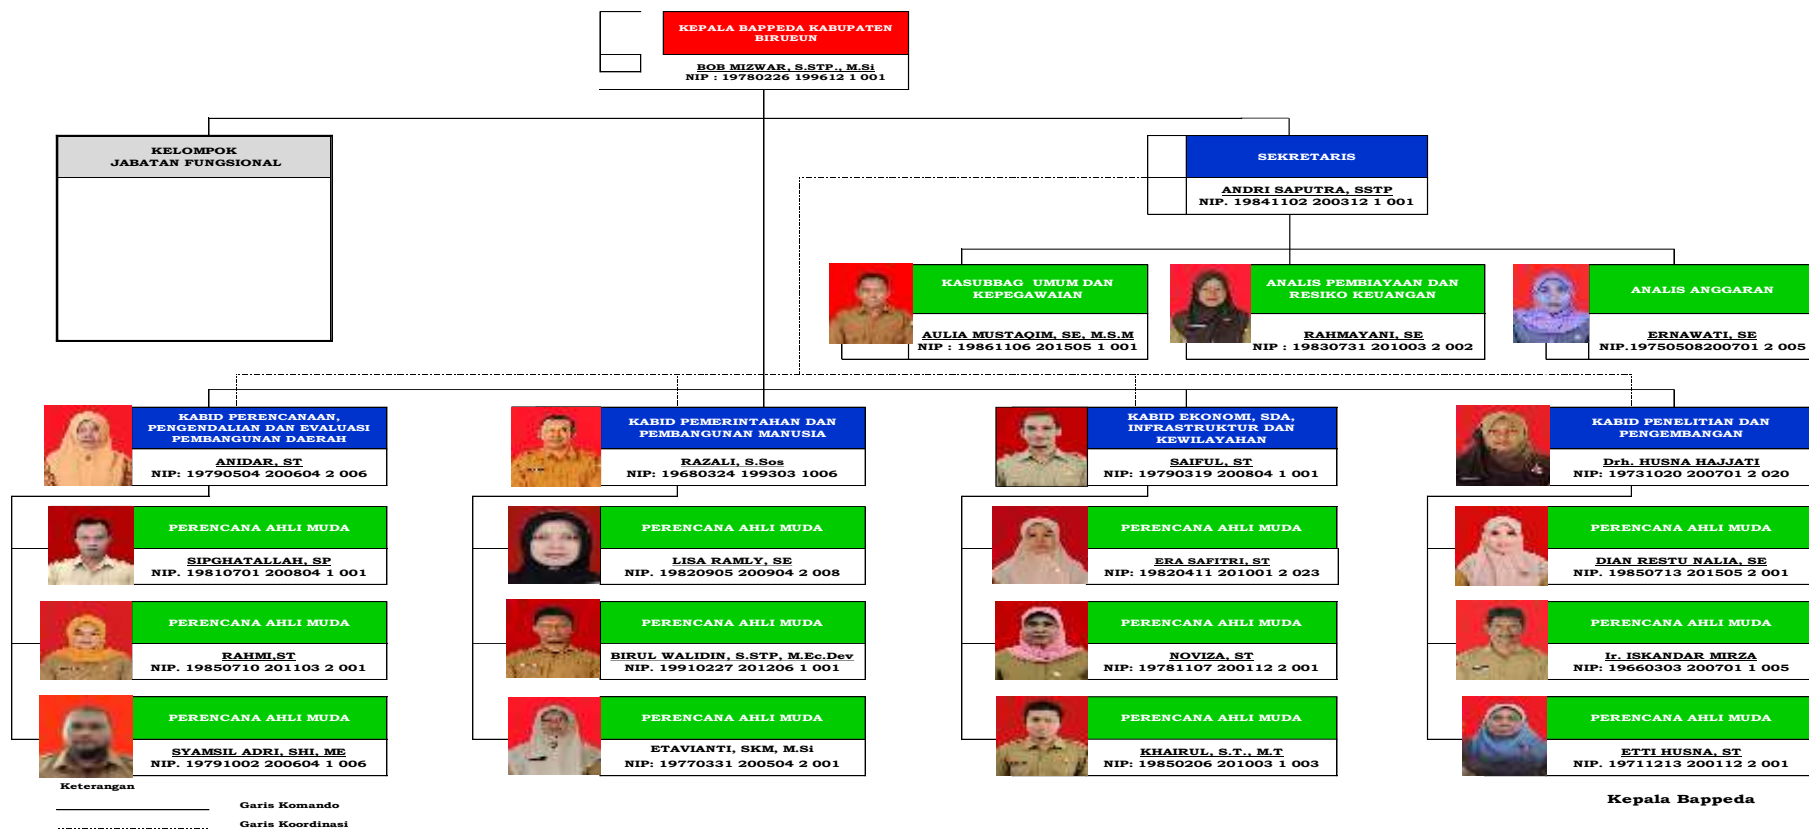 KEPALA BAPPEDA KABUPATEN
BIRUEUN
BOB MIZWAR, S.STP., M.Si
NIP : 19780226 199612 1 001
KELOMPOK
JABATAN FUNGSIONAL
SEKRETARIS
ANDRI SAPUTRA, SSTP
NIP. 19841102 200312 1 001
KASUBBAG UMUM DAN
KEPEGAWAIAN
AULIA MUSTAQIM, SE, M.S.M
NIP : 19861106 201505 1 001
ANALIS PEMBIAYAAN DAN
RESIKO KEUANGAN
RAHMAYANI, SE
NIP : 19830731 201003 2 002
ANALIS ANGGARAN
ERNAWATI, SE
NIP.19750508200701 2 005
KABID PERENCANAAN,
PENGENDALIAN DAN EVALUASI
PEMBANGUNAN DAERAH
ANIDAR, ST
NIP: 19790504 200604 2 006
KABID PEMERINTAHAN DAN
PEMBANGUNAN MANUSIA
RAZALI, S.Sos
NIP: 19680324 199303 1006
KABID EKONOMI, SDA,
INFRASTRUKTUR DAN
KEWILAYAHAN
SAIFUL, ST
NIP: 19790319 200804 1 001
KABID PENELITIAN DAN
PENGEMBANGAN
Drh. HUSNA HAJJATI
NIP: 19731020 200701 2 020
PERENCANA AHLI MUDA
SIPGHATALLAH, SP
NIP. 19810701 200804 1 001
PERENCANA AHLI MUDA
LISA RAMLY, SE
NIP. 19820905 200904 2 008
PERENCANA AHLI MUDA
ERA SAFITRI, ST
NIP: 19820411 201001 2 023
PERENCANA AHLI MUDA
DIAN RESTU NALIA, SE
NIP. 19850713 201505 2 001
PERENCANA AHLI MUDA
RAHMI,ST
NIP. 19850710 201103 2 001
PERENCANA AHLI MUDA
BIRUL WALIDIN, S.STP, M.Ec.Dev
NIP. 19910227 201206 1 001
PERENCANA AHLI MUDA
NOVIZA, ST
NIP: 19781107 200112 2 001
PERENCANA AHLI MUDA
Ir. ISKANDAR MIRZA
NIP: 19660303 200701 1 005
PERENCANA AHLI MUDA
SYAMSIL ADRI, SHI, ME
NIP. 19791002 200604 1 006
PERENCANA AHLI MUDA
ETAVIANTI, SKM, M.Si
NIP: 19770331 200504 2 001
PERENCANA AHLI MUDA
KHAIRUL, S.T., M.T
NIP: 19850206 201003 1 003
PERENCANA AHLI MUDA
ETTI HUSNA, ST
NIP. 19711213 200112 2 001
Keterangan
Garis Komando
Garis Koordinasi
Kepala Bappeda